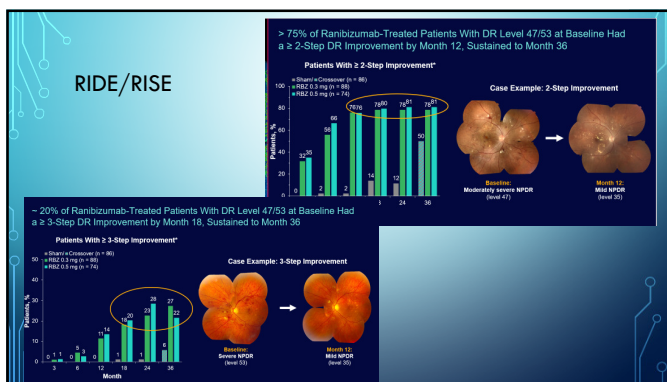 RIDE/RISE
> 75% of Ranibizumab-Treated Patients With DR Level 47/53 at Baseline Had
a ≥ 2-Step DR Improvement by Month 12, Sustained to Month 36
Patients With ≥ 2-Step Improvement*
Sham/ Crossover (n = 86)
RBZ 0.3 mg (n = 88)
RBZ 0.5 mg (n = 74)
Patients, %
100
80
60
40
20
0
0 32 35
2 56 66
2 76 76
14 78 80
12 78 81
50 78 81
24 36
Case Example: 2-Step Improvement
Baseline:
Moderately severe NPDR
(level 47)
Month 12:
Mild NPDR
(level 35)
~ 20% of Ranibizumab-Treated Patients With DR Level 47/53 at Baseline Had
a ≥ 3-Step DR Improvement by Month 18, Sustained to Month 36
Patients With ≥ 3-Step Improvement*
Sham/ Crossover (n = 86)
RBZ 0.3 mg (n = 88)
RBZ 0.5 mg (n = 74)
Patients, %
50
40
30
20
10
0
0 1 1
0 5 3
0 11 14
1 18 20
1 23 28
6 27 22
3 6 12 18 24 36
Month
Case Example: 3-Step Improvement
Baseline:
Severe NPDR
(level 53)
Month 12:
Mild NPDR
(level 35)